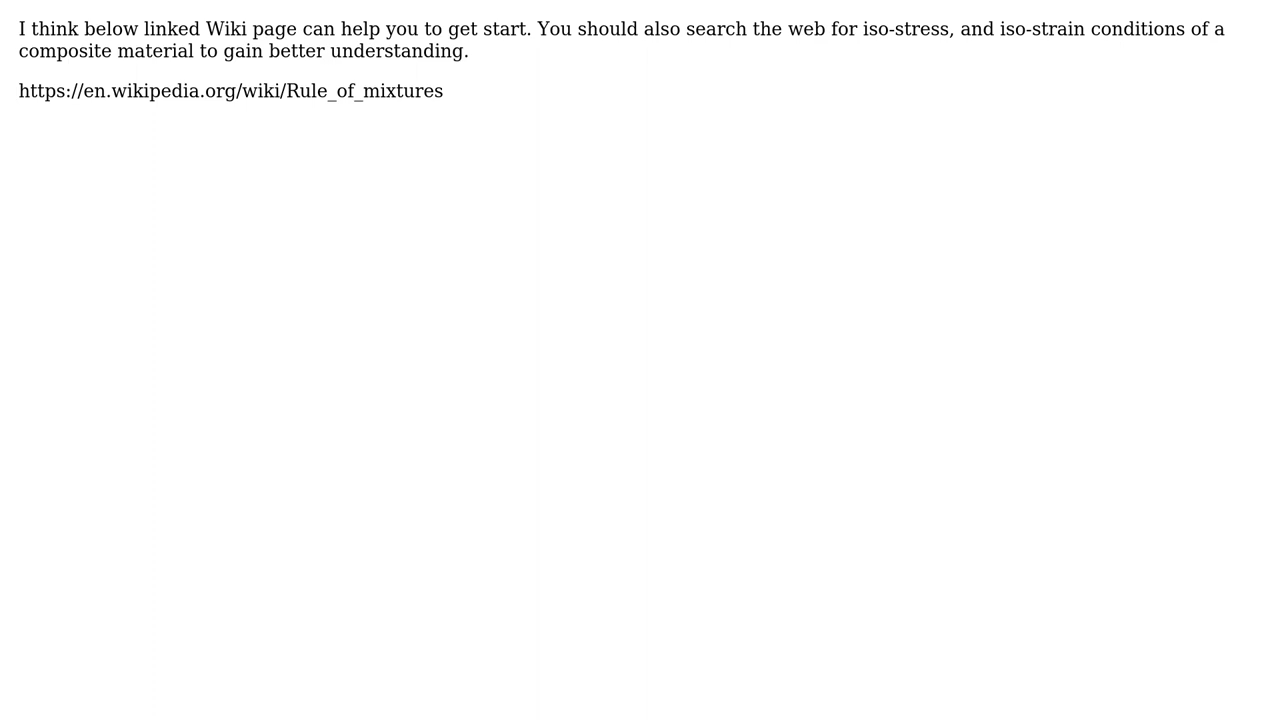 I think below linked Wiki page can help you to get start. You should also search the web for iso-stress, and iso-strain conditions of a
composite material to gain better understanding.
https://en.wikipedia.org/wiki/Rule_of_mixtures